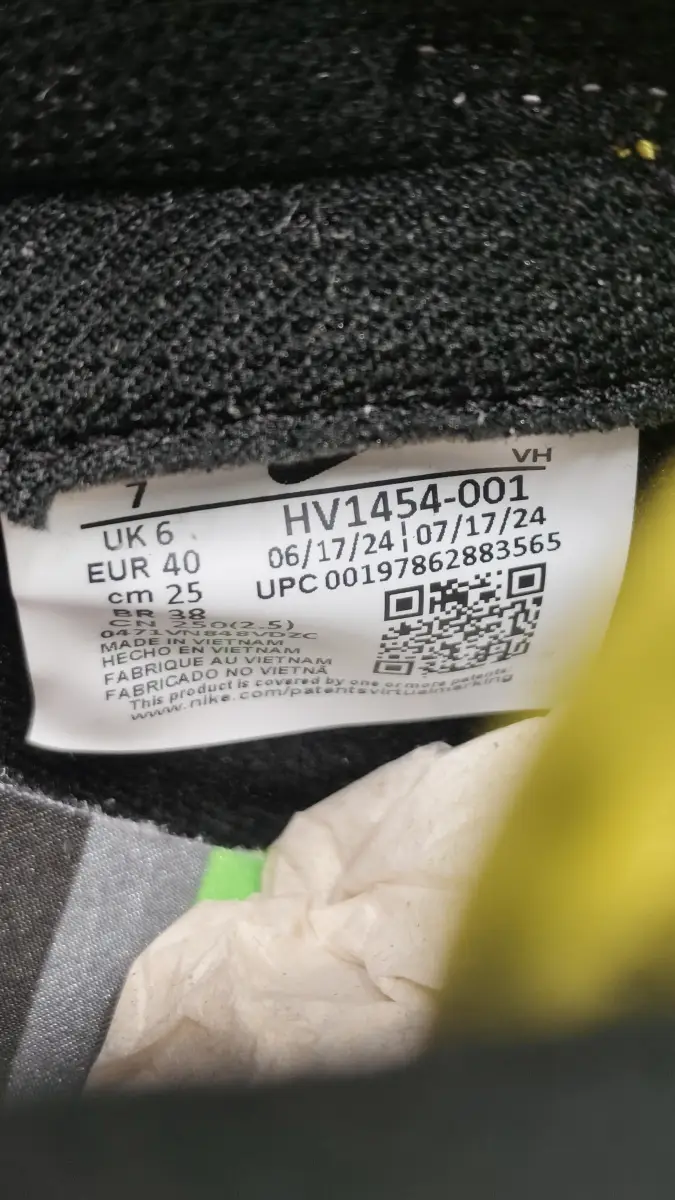 VH
7
UK 6
EUR 40
cm 25
BR 38
CN 250(2.5)
0471VN848VDZC
MADE IN VIETNAM
HECHO EN VIETNAM
FABRIQUE AU VIETNAM
FABRICADO NO VIETNÃ
This product is covered by one or more patents
www.nike.com/patentsvirtualmarking
HV1454-001
06/17/24 07/17/24
UPC 00197862883565